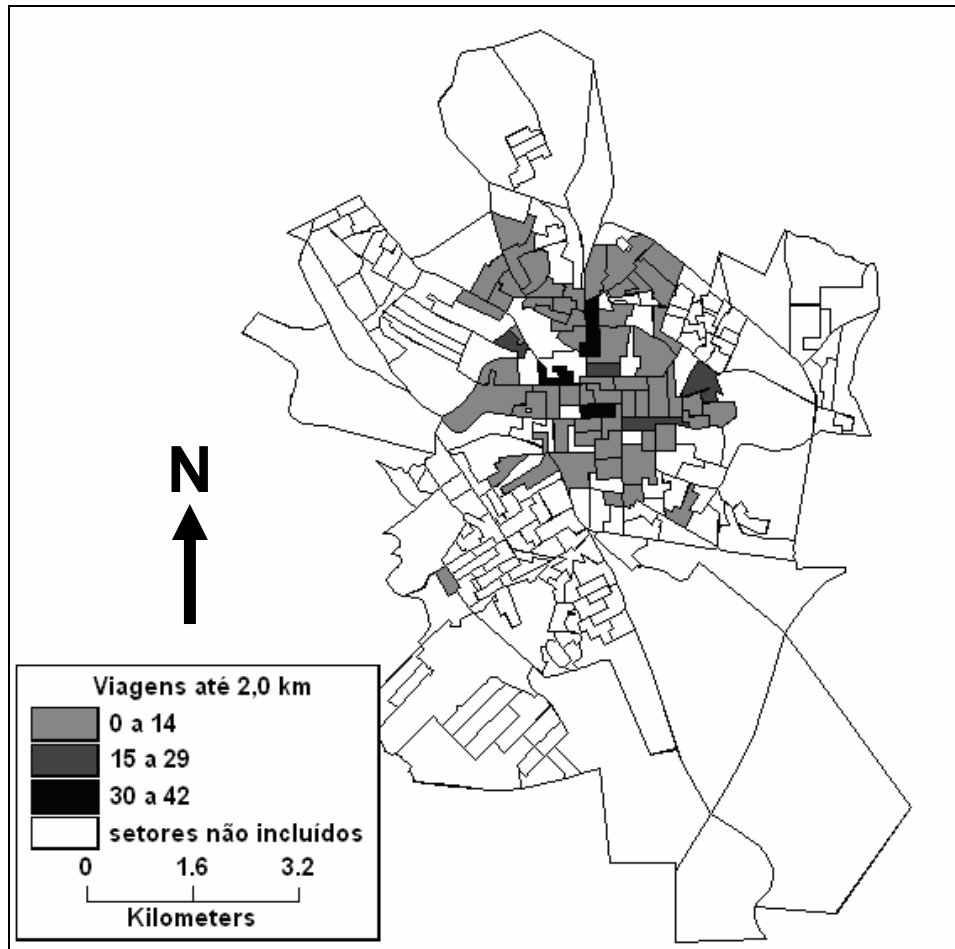 N
Viagens até 2,0 km
0 a 14
15 a 29
30 a 42
setores não incluídos
0 1.6 3.2
Kilometers